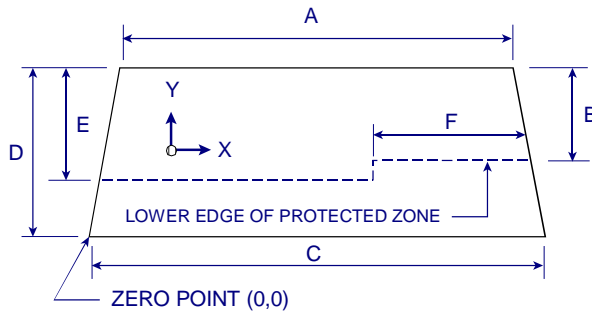 A
Y
E
B
F
D
X
LOWER EDGE OF PROTECTED ZONE
C
ZERO POINT (0,0)